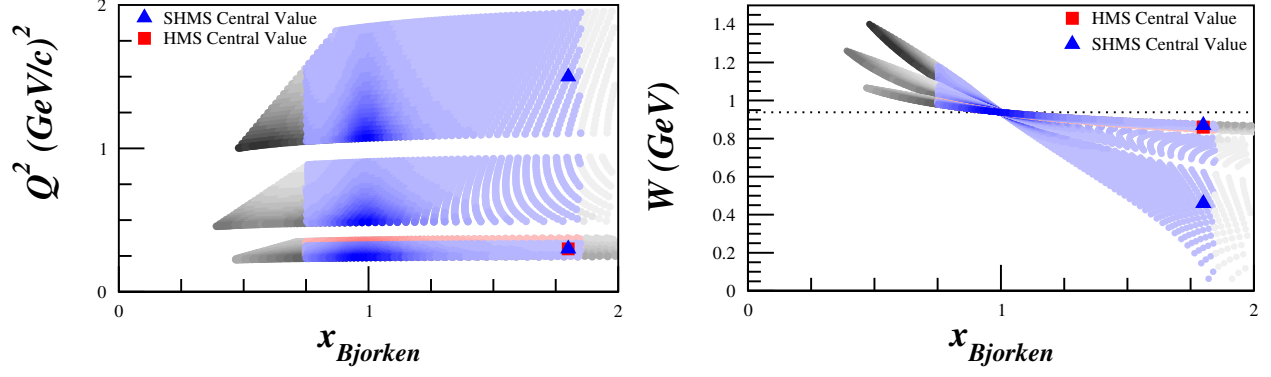 2
1
0
Q² (GeV/c)²
SHMS Central Value
HMS Central Value
0
1
2
x_Bjorken
1.4
1.2
1
0.8
0.6
0.4
0.2
0
W (GeV)
HMS Central Value
SHMS Central Value
0
1
2
x_Bjorken